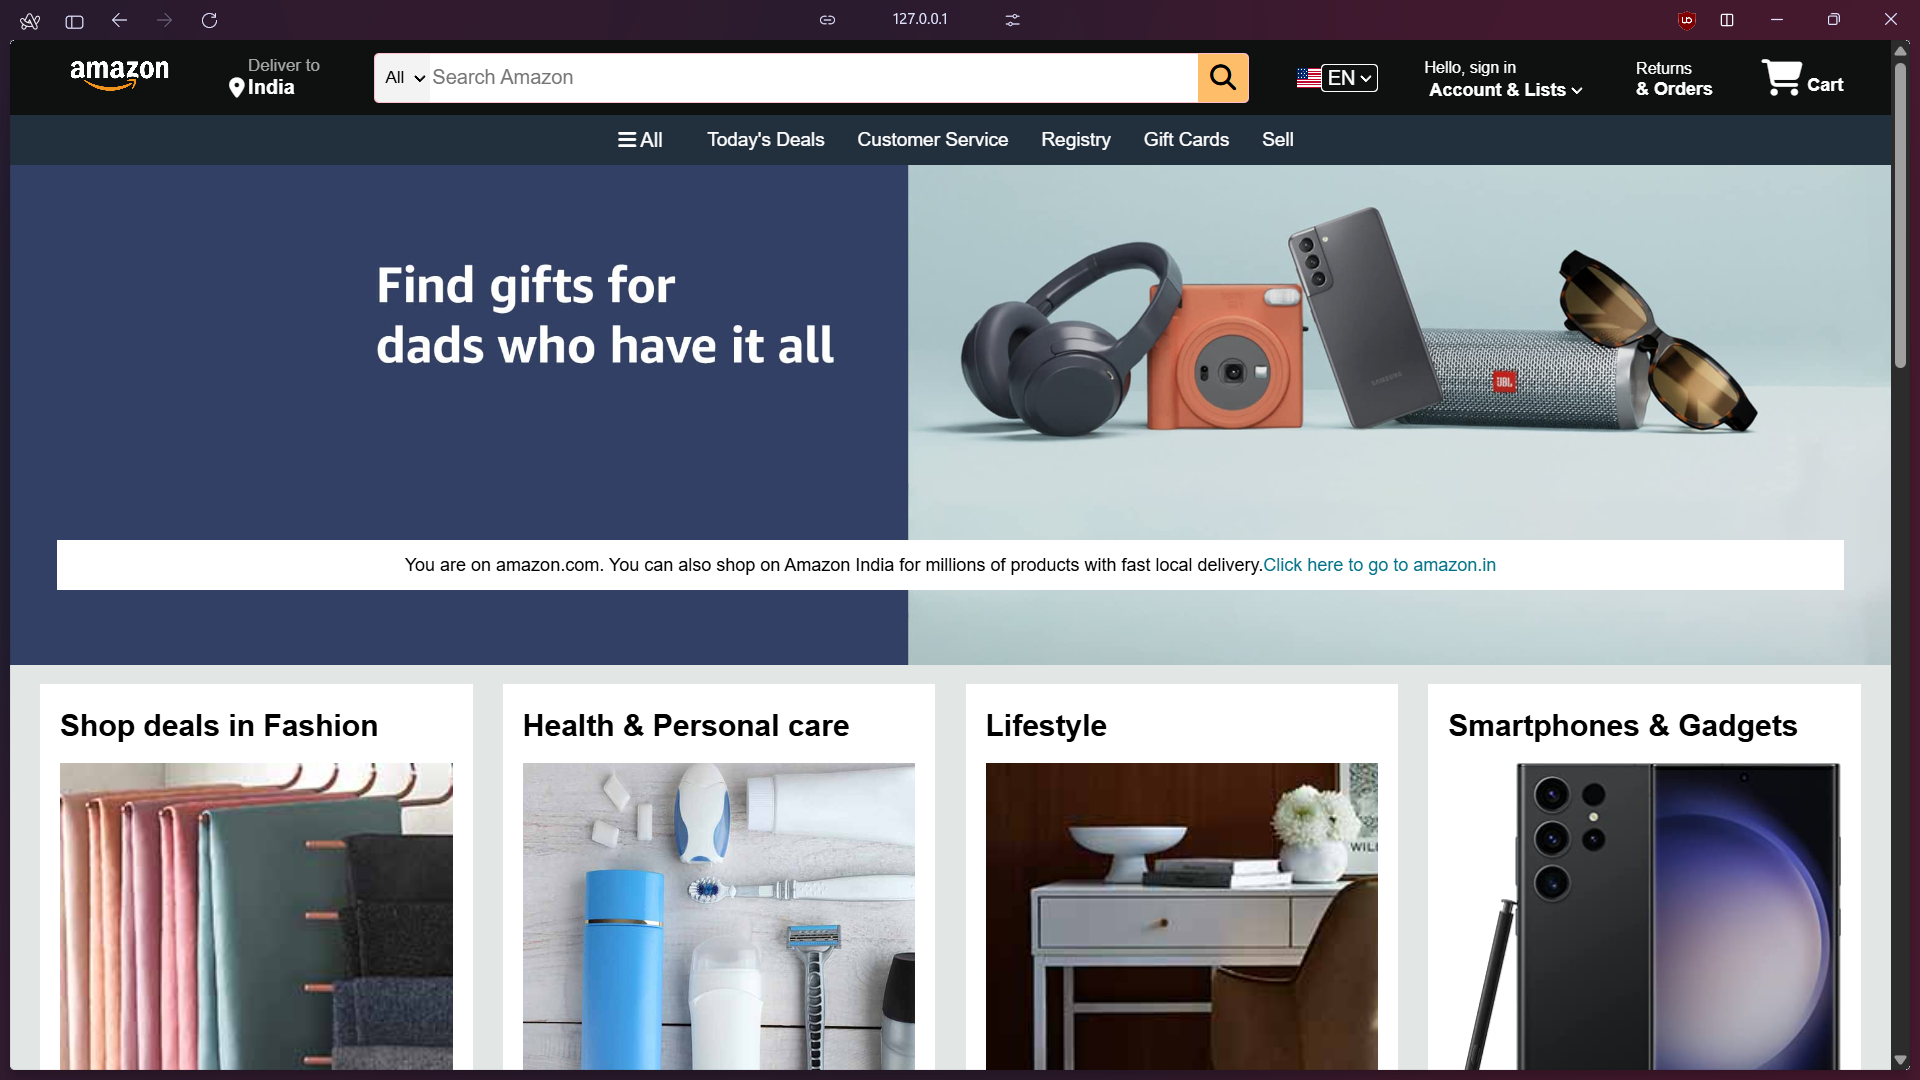 127.0.0.1
amazon
Deliver to
India
All
Search Amazon
EN
Hello, sign in
Account & Lists
Returns
& Orders
Cart
All
Today's Deals
Customer Service
Registry
Gift Cards
Sell
Find gifts for
dads who have it all
SAMSUNG
JBL
You are on amazon.com. You can also shop on Amazon India for millions of products with fast local delivery.Click here to go to amazon.in
Shop deals in Fashion
Health & Personal care
Lifestyle
Smartphones & Gadgets
WIL